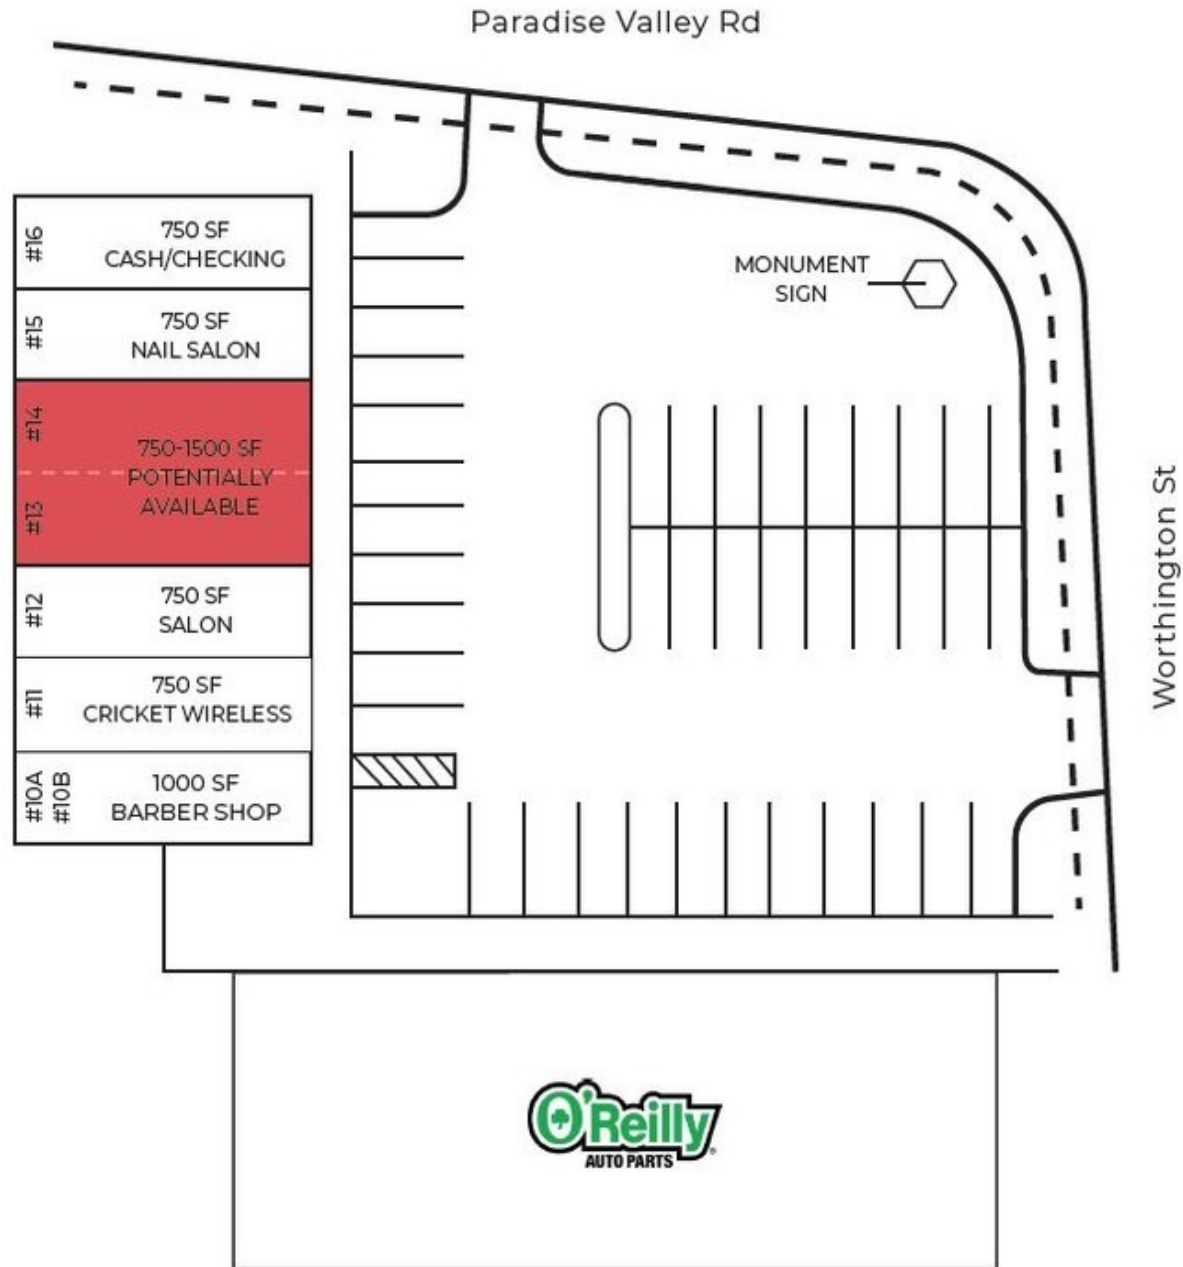 Paradise Valley Rd
#16
750 SF
CASH/CHECKING
MONUMENT
SIGN
#15
750 SF
NAIL SALON
#14
750-1500 SF
POTENTIALLY
AVAILABLE
#13
Worthington St
#12
750 SF
SALON
#11
750 SF
CRICKET WIRELESS
#10A
#10B
1000 SF
BARBER SHOP
O'Reilly
AUTO PARTS